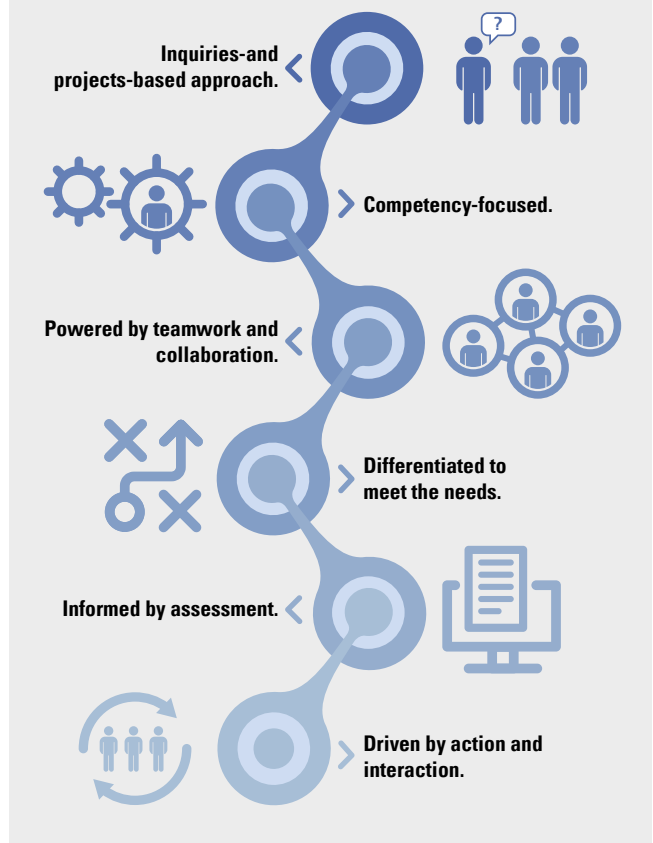 ?
Inquiries-and
projects-based approach.
Competency-focused.
Powered by teamwork and
collaboration.
Differentiated to
meet the needs.
Informed by assessment.
Driven by action and
interaction.